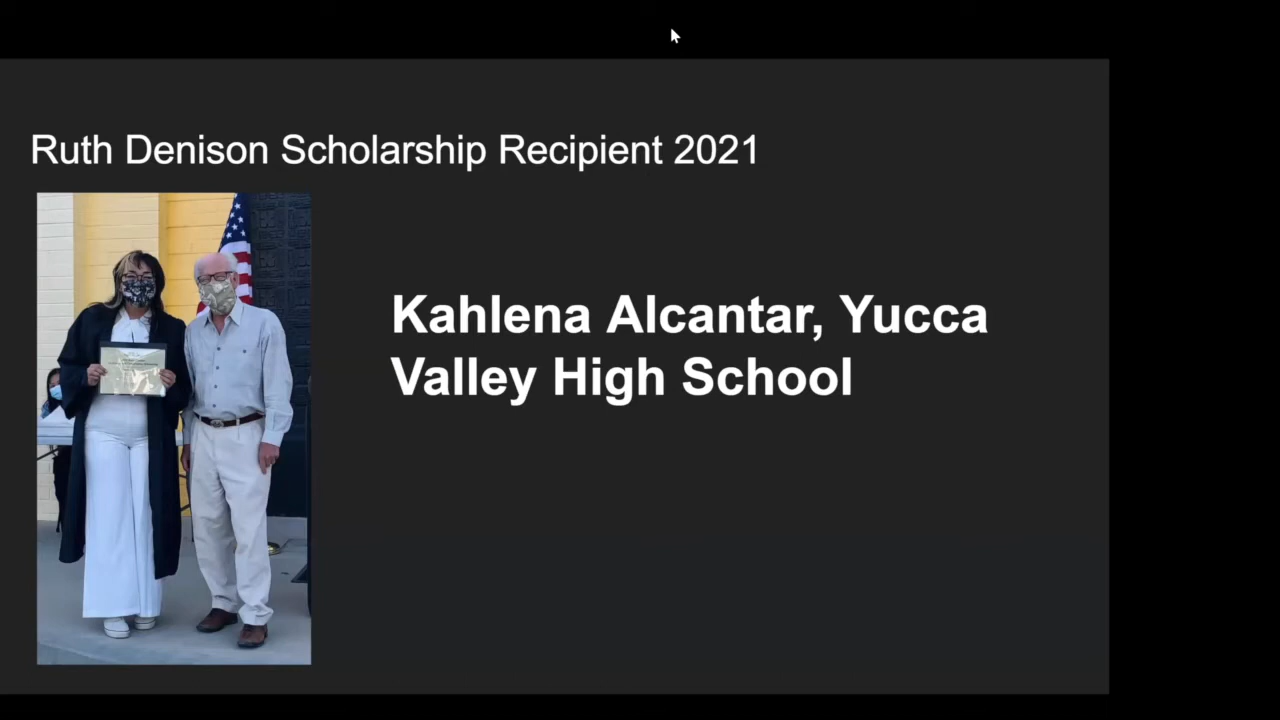 Ruth Denison Scholarship Recipient 2021
Kahlena Alcantar, Yucca
Valley High School